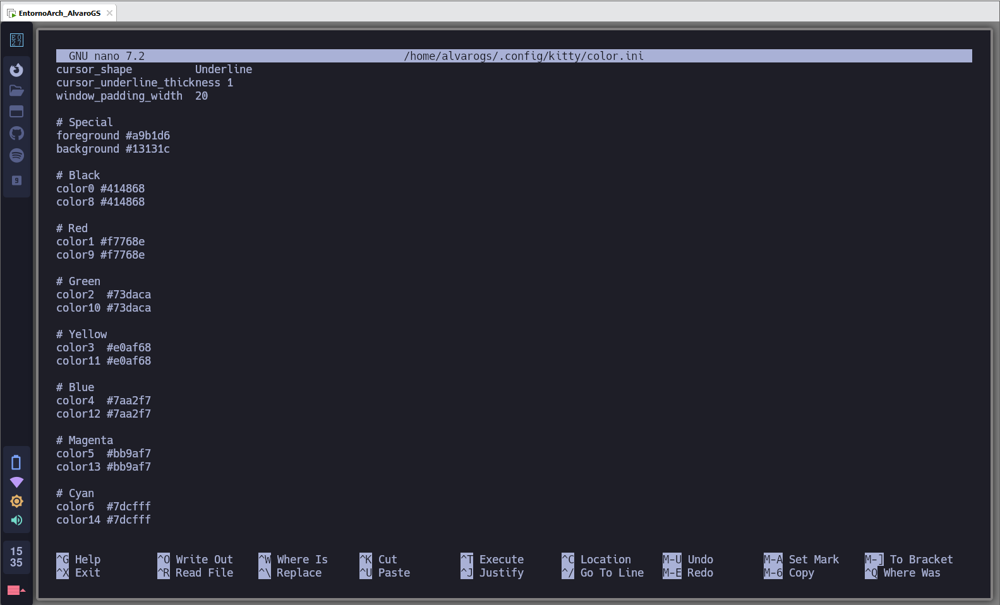 EntornoArch_AlvaroGS
GNU nano 7.2 /home/alvarogs/.config/kitty/color.ini
cursor_shape Underline
cursor_underline_thickness 1
window_padding_width 20
# Special
foreground #a9b1d6
background #13131c
# Black
color0 #414868
color8 #414868
# Red
color1 #f7768e
color9 #f7768e
# Green
color2 #73daca
color10 #73daca
# Yellow
color3 #e0af68
color11 #e0af68
# Blue
color4 #7aa2f7
color12 #7aa2f7
# Magenta
color5 #bb9af7
color13 #bb9af7
# Cyan
color6 #7dcfff
color14 #7dcfff
^G Help ^O Write Out ^W Where Is ^K Cut ^T Execute ^C Location M-U Undo M-A Set Mark M-] To Bracket
^X Exit ^R Read File ^\ Replace ^U Paste ^J Justify ^/ Go To Line M-E Redo M-6 Copy ^Q Where Was
E0
27
9
15
35